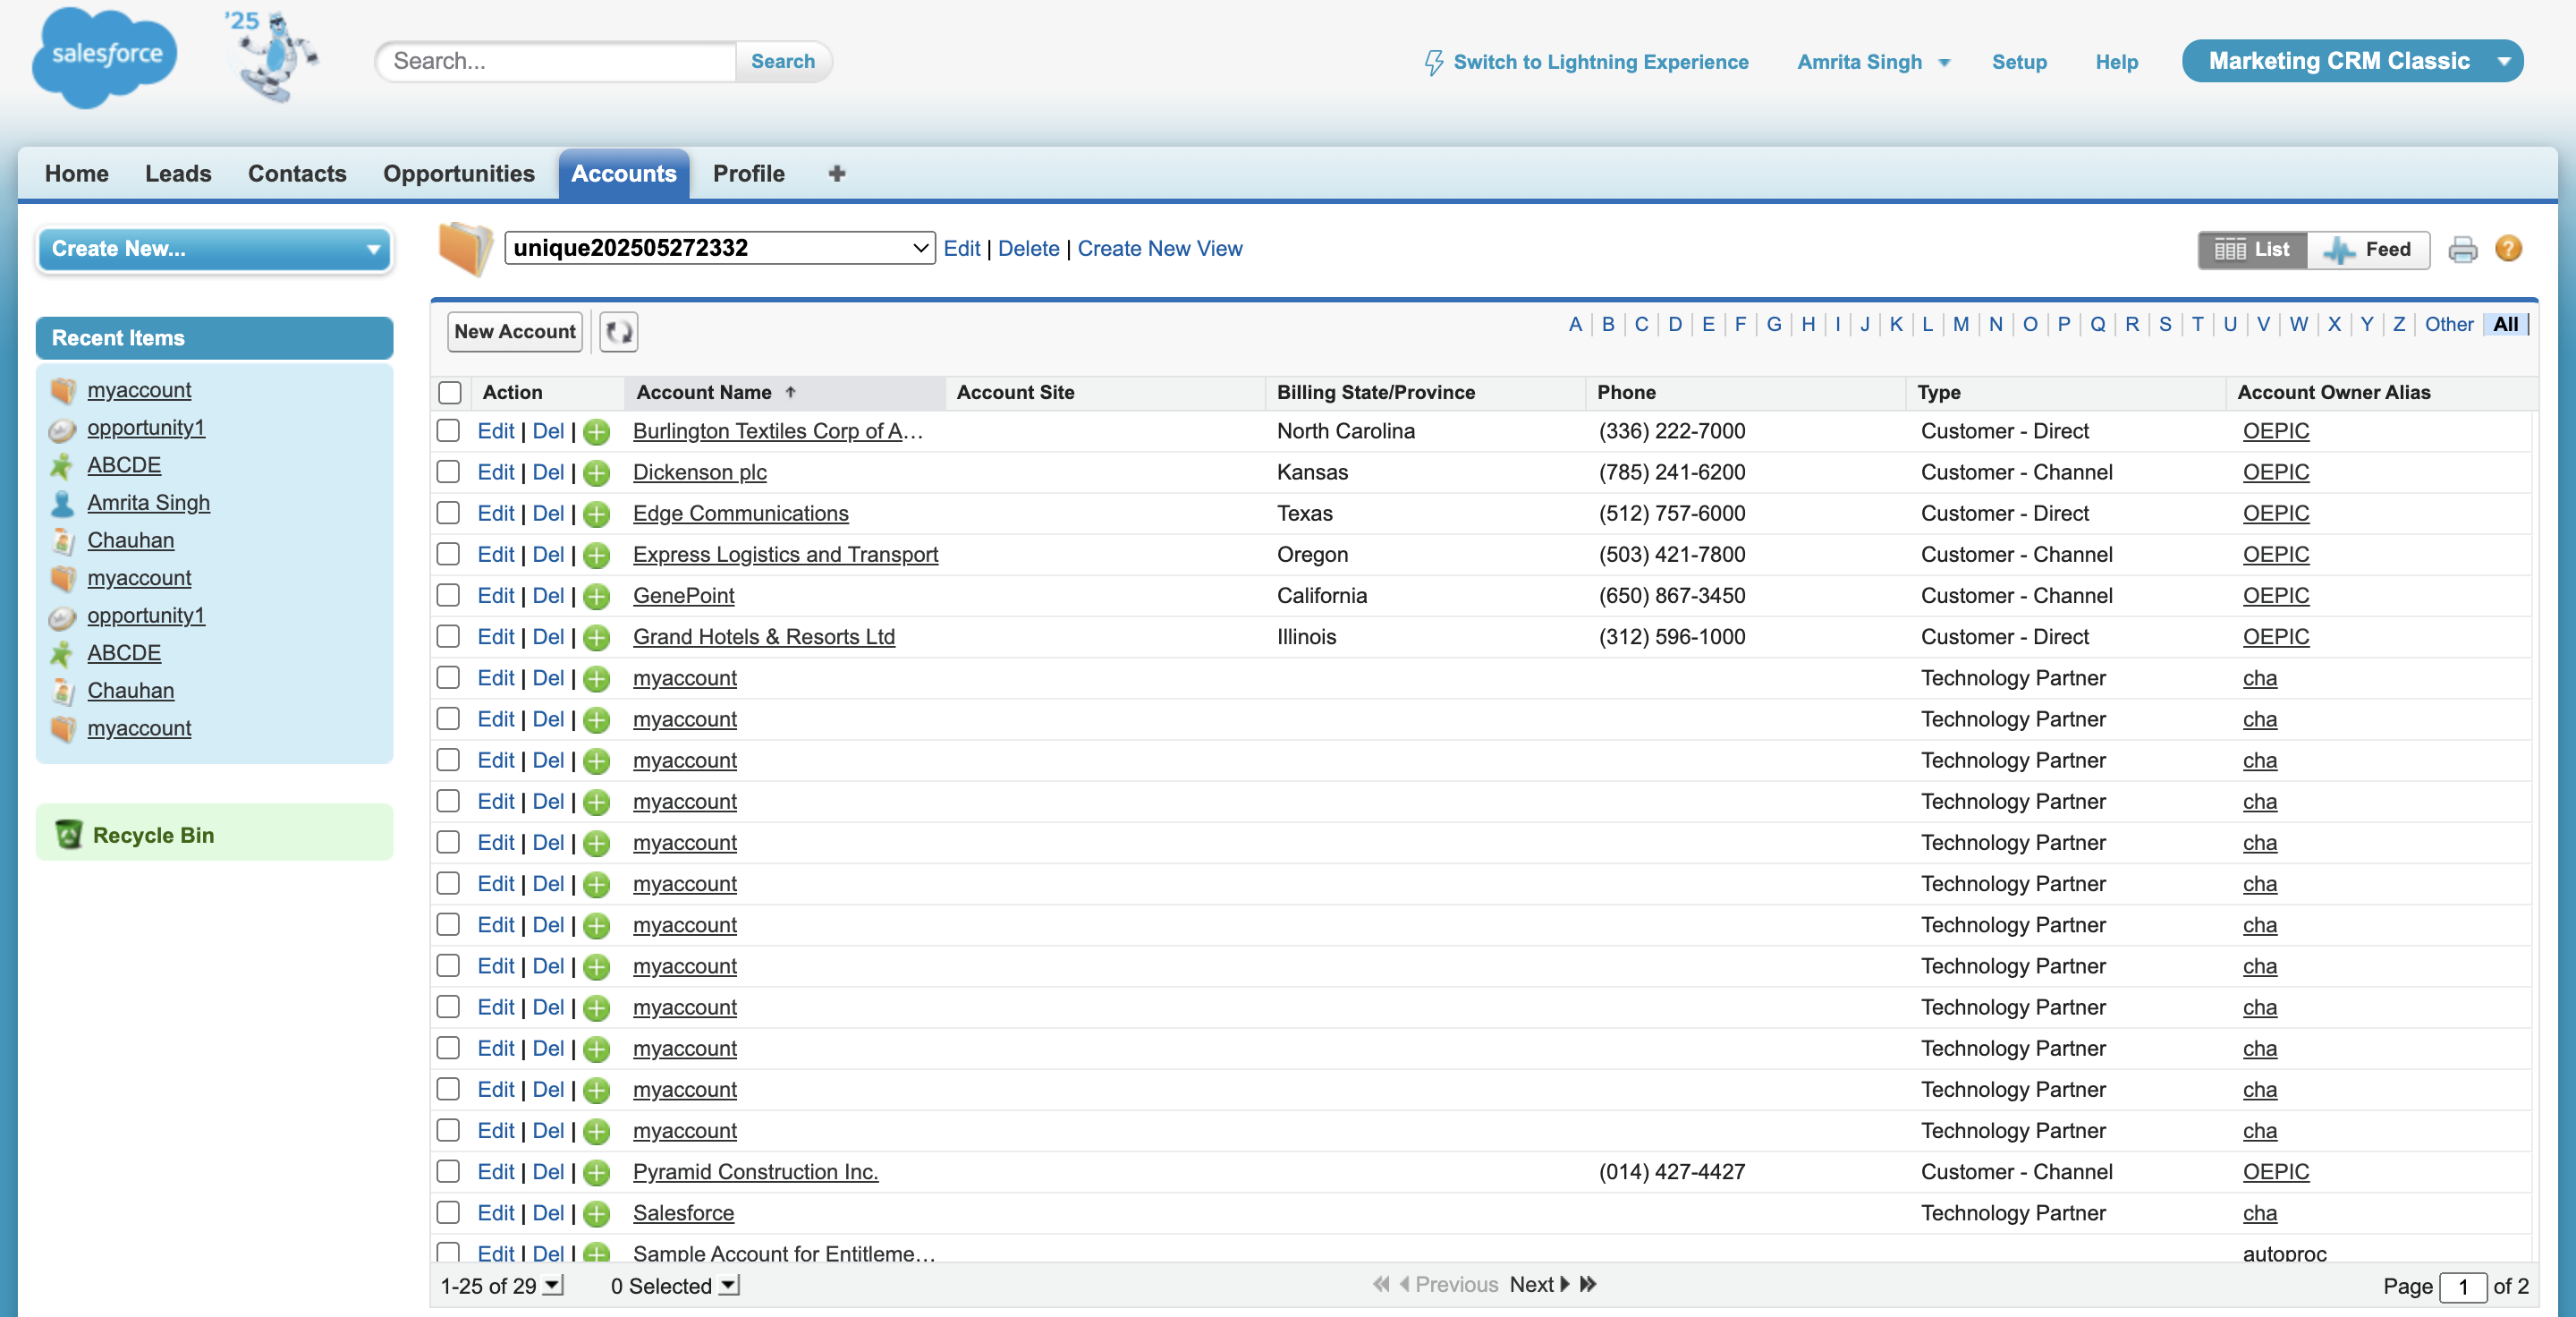 salesforce
'25
Search...
Search
Switch to Lightning Experience
Amrita Singh
Setup
Help
Marketing CRM Classic
Home Leads Contacts Opportunities Accounts Profile +
Create New...
Recent Items
myaccount
opportunity1
ABCDE
Amrita Singh
Chauhan
myaccount
opportunity1
ABCDE
Chauhan
myaccount
Recycle Bin
unique202505272332 Edit | Delete | Create New View
List Feed ?
New Account
A | B | C | D | E | F | G | H | I | J | K | L | M | N | O | P | Q | R | S | T | U | V | W | X | Y | Z | Other | All |
Action Account Name ↑ Account Site Billing State/Province Phone Type Account Owner Alias
Edit | Del | + Burlington Textiles Corp of A... North Carolina (336) 222-7000 Customer - Direct OEPIC
Edit | Del | + Dickenson plc Kansas (785) 241-6200 Customer - Channel OEPIC
Edit | Del | + Edge Communications Texas (512) 757-6000 Customer - Direct OEPIC
Edit | Del | + Express Logistics and Transport Oregon (503) 421-7800 Customer - Channel OEPIC
Edit | Del | + GenePoint California (650) 867-3450 Customer - Channel OEPIC
Edit | Del | + Grand Hotels & Resorts Ltd Illinois (312) 596-1000 Customer - Direct OEPIC
Edit | Del | + myaccount Technology Partner cha
Edit | Del | + myaccount Technology Partner cha
Edit | Del | + myaccount Technology Partner cha
Edit | Del | + myaccount Technology Partner cha
Edit | Del | + myaccount Technology Partner cha
Edit | Del | + myaccount Technology Partner cha
Edit | Del | + myaccount Technology Partner cha
Edit | Del | + myaccount Technology Partner cha
Edit | Del | + myaccount Technology Partner cha
Edit | Del | + myaccount Technology Partner cha
Edit | Del | + myaccount Technology Partner cha
Edit | Del | + myaccount Technology Partner cha
Edit | Del | + Pyramid Construction Inc. (014) 427-4427 Customer - Channel OEPIC
Edit | Del | + Salesforce Technology Partner cha
Edit | Del | + Sample Account for Entitleme... autoproc
1-25 of 29 0 Selected Previous Next Page 1 of 2